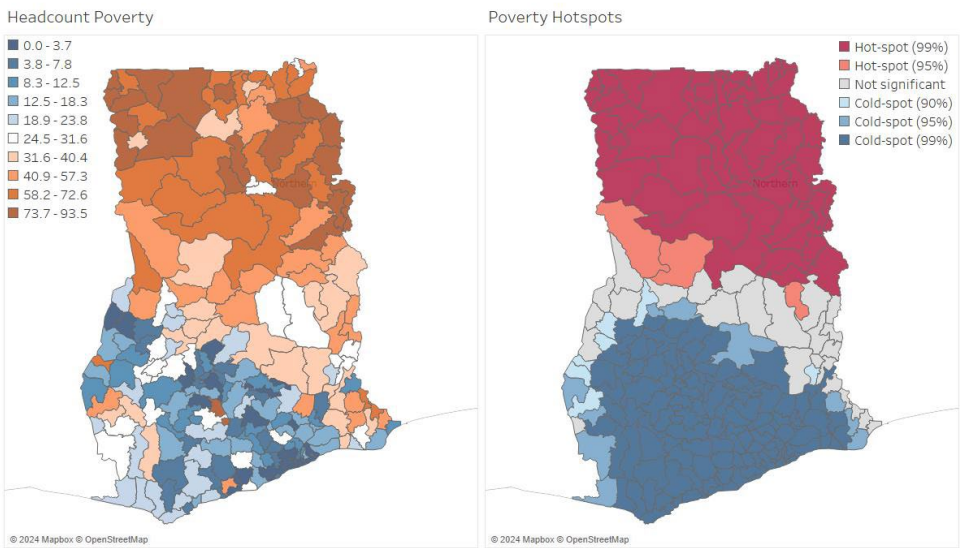 Headcount Poverty
0.0 - 3.7
3.8 - 7.8
8.3 - 12.5
12.5 - 18.3
18.9 - 23.8
24.5 - 31.6
31.6 - 40.4
40.9 - 57.3
58.2 - 72.6
73.7 - 93.5
Northern
© 2024 Mapbox © OpenStreetMap
Poverty Hotspots
Hot-spot (99%)
Hot-spot (95%)
Not significant
Cold-spot (90%)
Cold-spot (95%)
Cold-spot (99%)
Northern
© 2024 Mapbox © OpenStreetMap